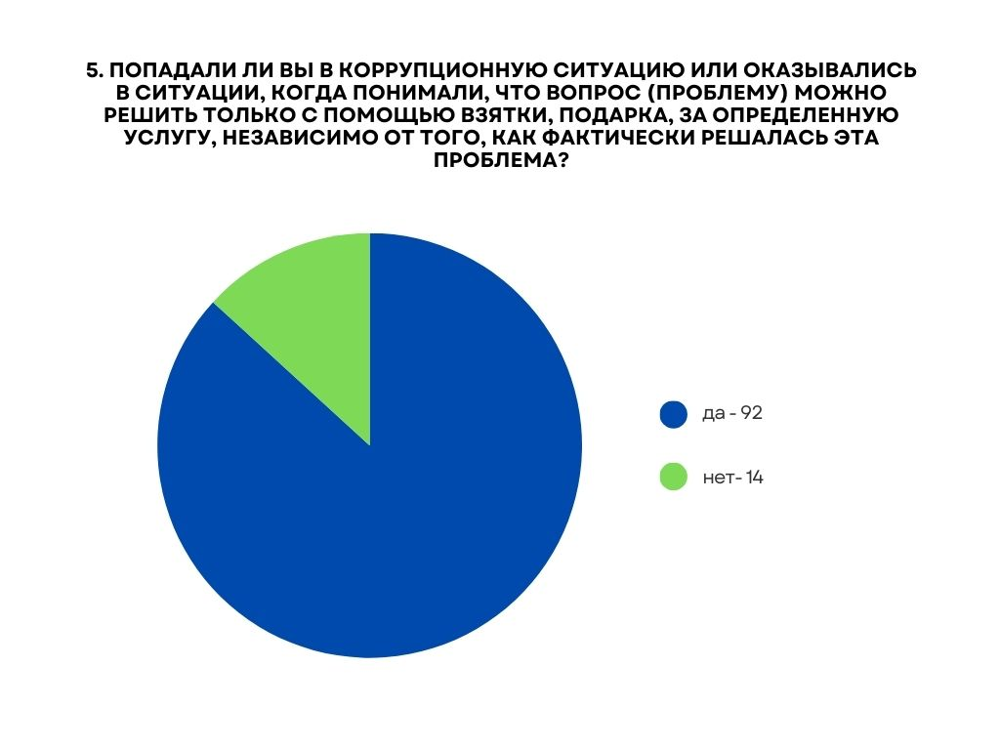 5. ПОПАДАЛИ ЛИ ВЫ В КОРРУПЦИОННУЮ СИТУАЦИЮ ИЛИ ОКАЗЫВАЛИСЬ
В СИТУАЦИИ, КОГДА ПОНИМАЛИ, ЧТО ВОПРОС (ПРОБЛЕМУ) МОЖНО
РЕШИТЬ ТОЛЬКО С ПОМОЩЬЮ ВЗЯТКИ, ПОДАРКА, ЗА ОПРЕДЕЛЕННУЮ
УСЛУГУ, НЕЗАВИСИМО ОТ ТОГО, КАК ФАКТИЧЕСКИ РЕШАЛАСЬ ЭТА
ПРОБЛЕМА?
да - 92
нет- 14